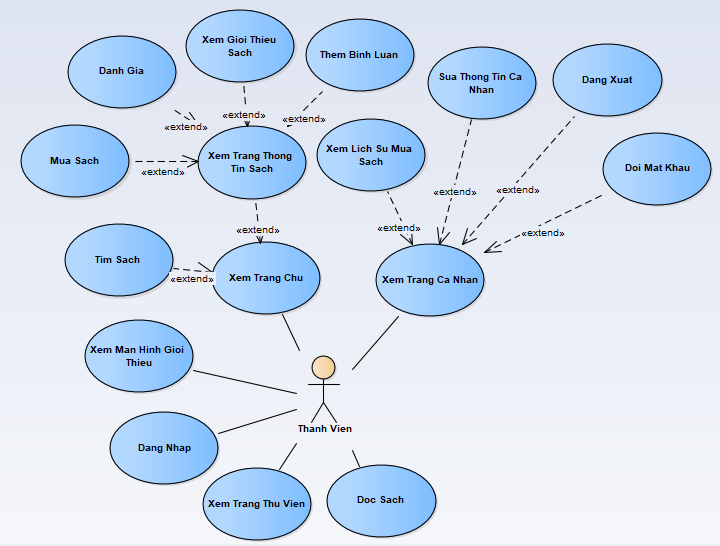 Xem Gioi Thieu
Sach
Them Binh Luan
Danh Gia
Sua Thong Tin Ca
Nhan
Dang Xuat
«extend»
«extend»
«extend»
Mua Sach
«extend»
Xem Trang Thong
Tin Sach
Xem Lich Su Mua
Sach
Doi Mat Khau
«extend»
«extend»
«extend»
«extend»
«extend»
Tim Sach
«extend»
Xem Trang Chu
Xem Trang Ca Nhan
Xem Man Hinh Gioi
Thieu
Thanh Vien
Dang Nhap
Xem Trang Thu Vien
Doc Sach